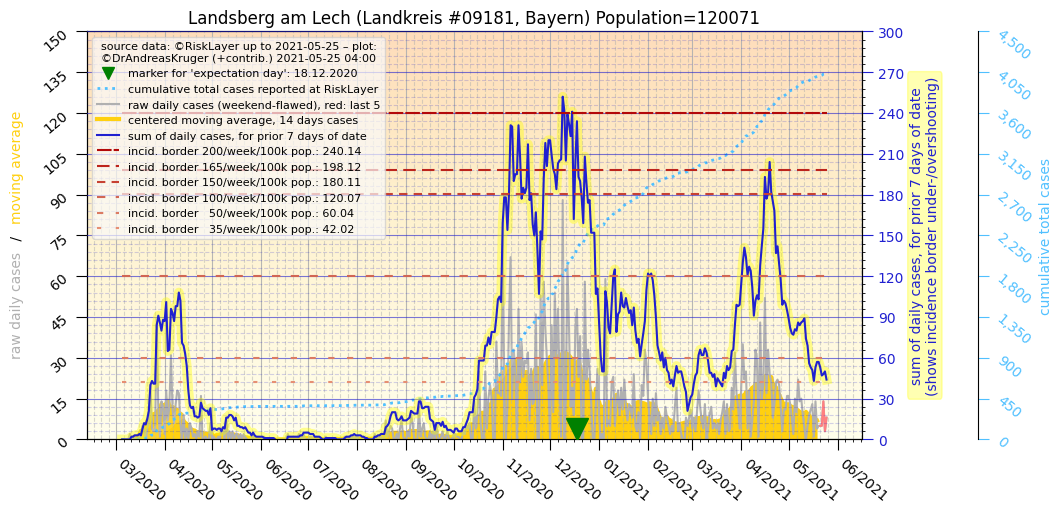 Landsberg am Lech (Landkreis #09181, Bayern) Population=120071
source data: ©RiskLayer up to 2021-05-25 – plot:
©DrAndreasKruger (+contrib.) 2021-05-25 04:00
marker for 'expectation day': 18.12.2020
cumulative total cases reported at RiskLayer
raw daily cases (weekend-flawed), red: last 5
centered moving average, 14 days cases
sum of daily cases, for prior 7 days of date
incid. border 200/week/100k pop.: 240.14
incid. border 165/week/100k pop.: 198.12
incid. border 150/week/100k pop.: 180.11
incid. border 100/week/100k pop.: 120.07
incid. border 50/week/100k pop.: 60.04
incid. border 35/week/100k pop.: 42.02
raw daily cases / moving average
150
135
120
105
90
75
60
45
30
15
0
03/2020
04/2020
05/2020
06/2020
07/2020
08/2020
09/2020
10/2020
11/2020
12/2020
01/2021
02/2021
03/2021
04/2021
05/2021
06/2021
300
270
240
210
180
150
120
90
60
30
0
sum of daily cases, for prior 7 days of date
(shows incidence border under-/overshooting)
4,500
4,050
3,600
3,150
2,700
2,250
1,800
1,350
900
450
0
cumulative total cases